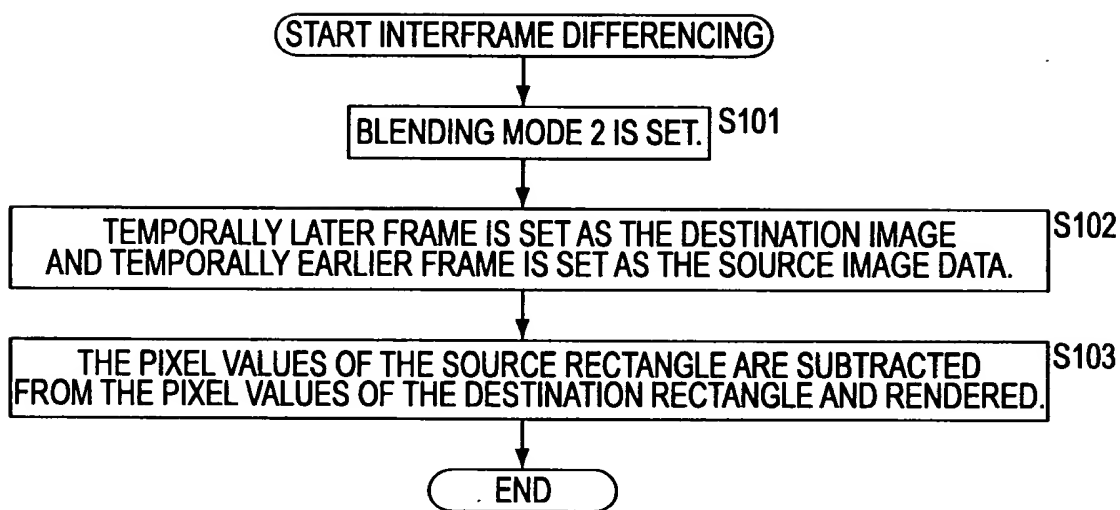 START INTERFRAME DIFFERENCING
BLENDING MODE 2 IS SET.
S101
TEMPORALLY LATER FRAME IS SET AS THE DESTINATION IMAGE
AND TEMPORALLY EARLIER FRAME IS SET AS THE SOURCE IMAGE DATA.
S102
THE PIXEL VALUES OF THE SOURCE RECTANGLE ARE SUBTRACTED
FROM THE PIXEL VALUES OF THE DESTINATION RECTANGLE AND RENDERED.
S103
END